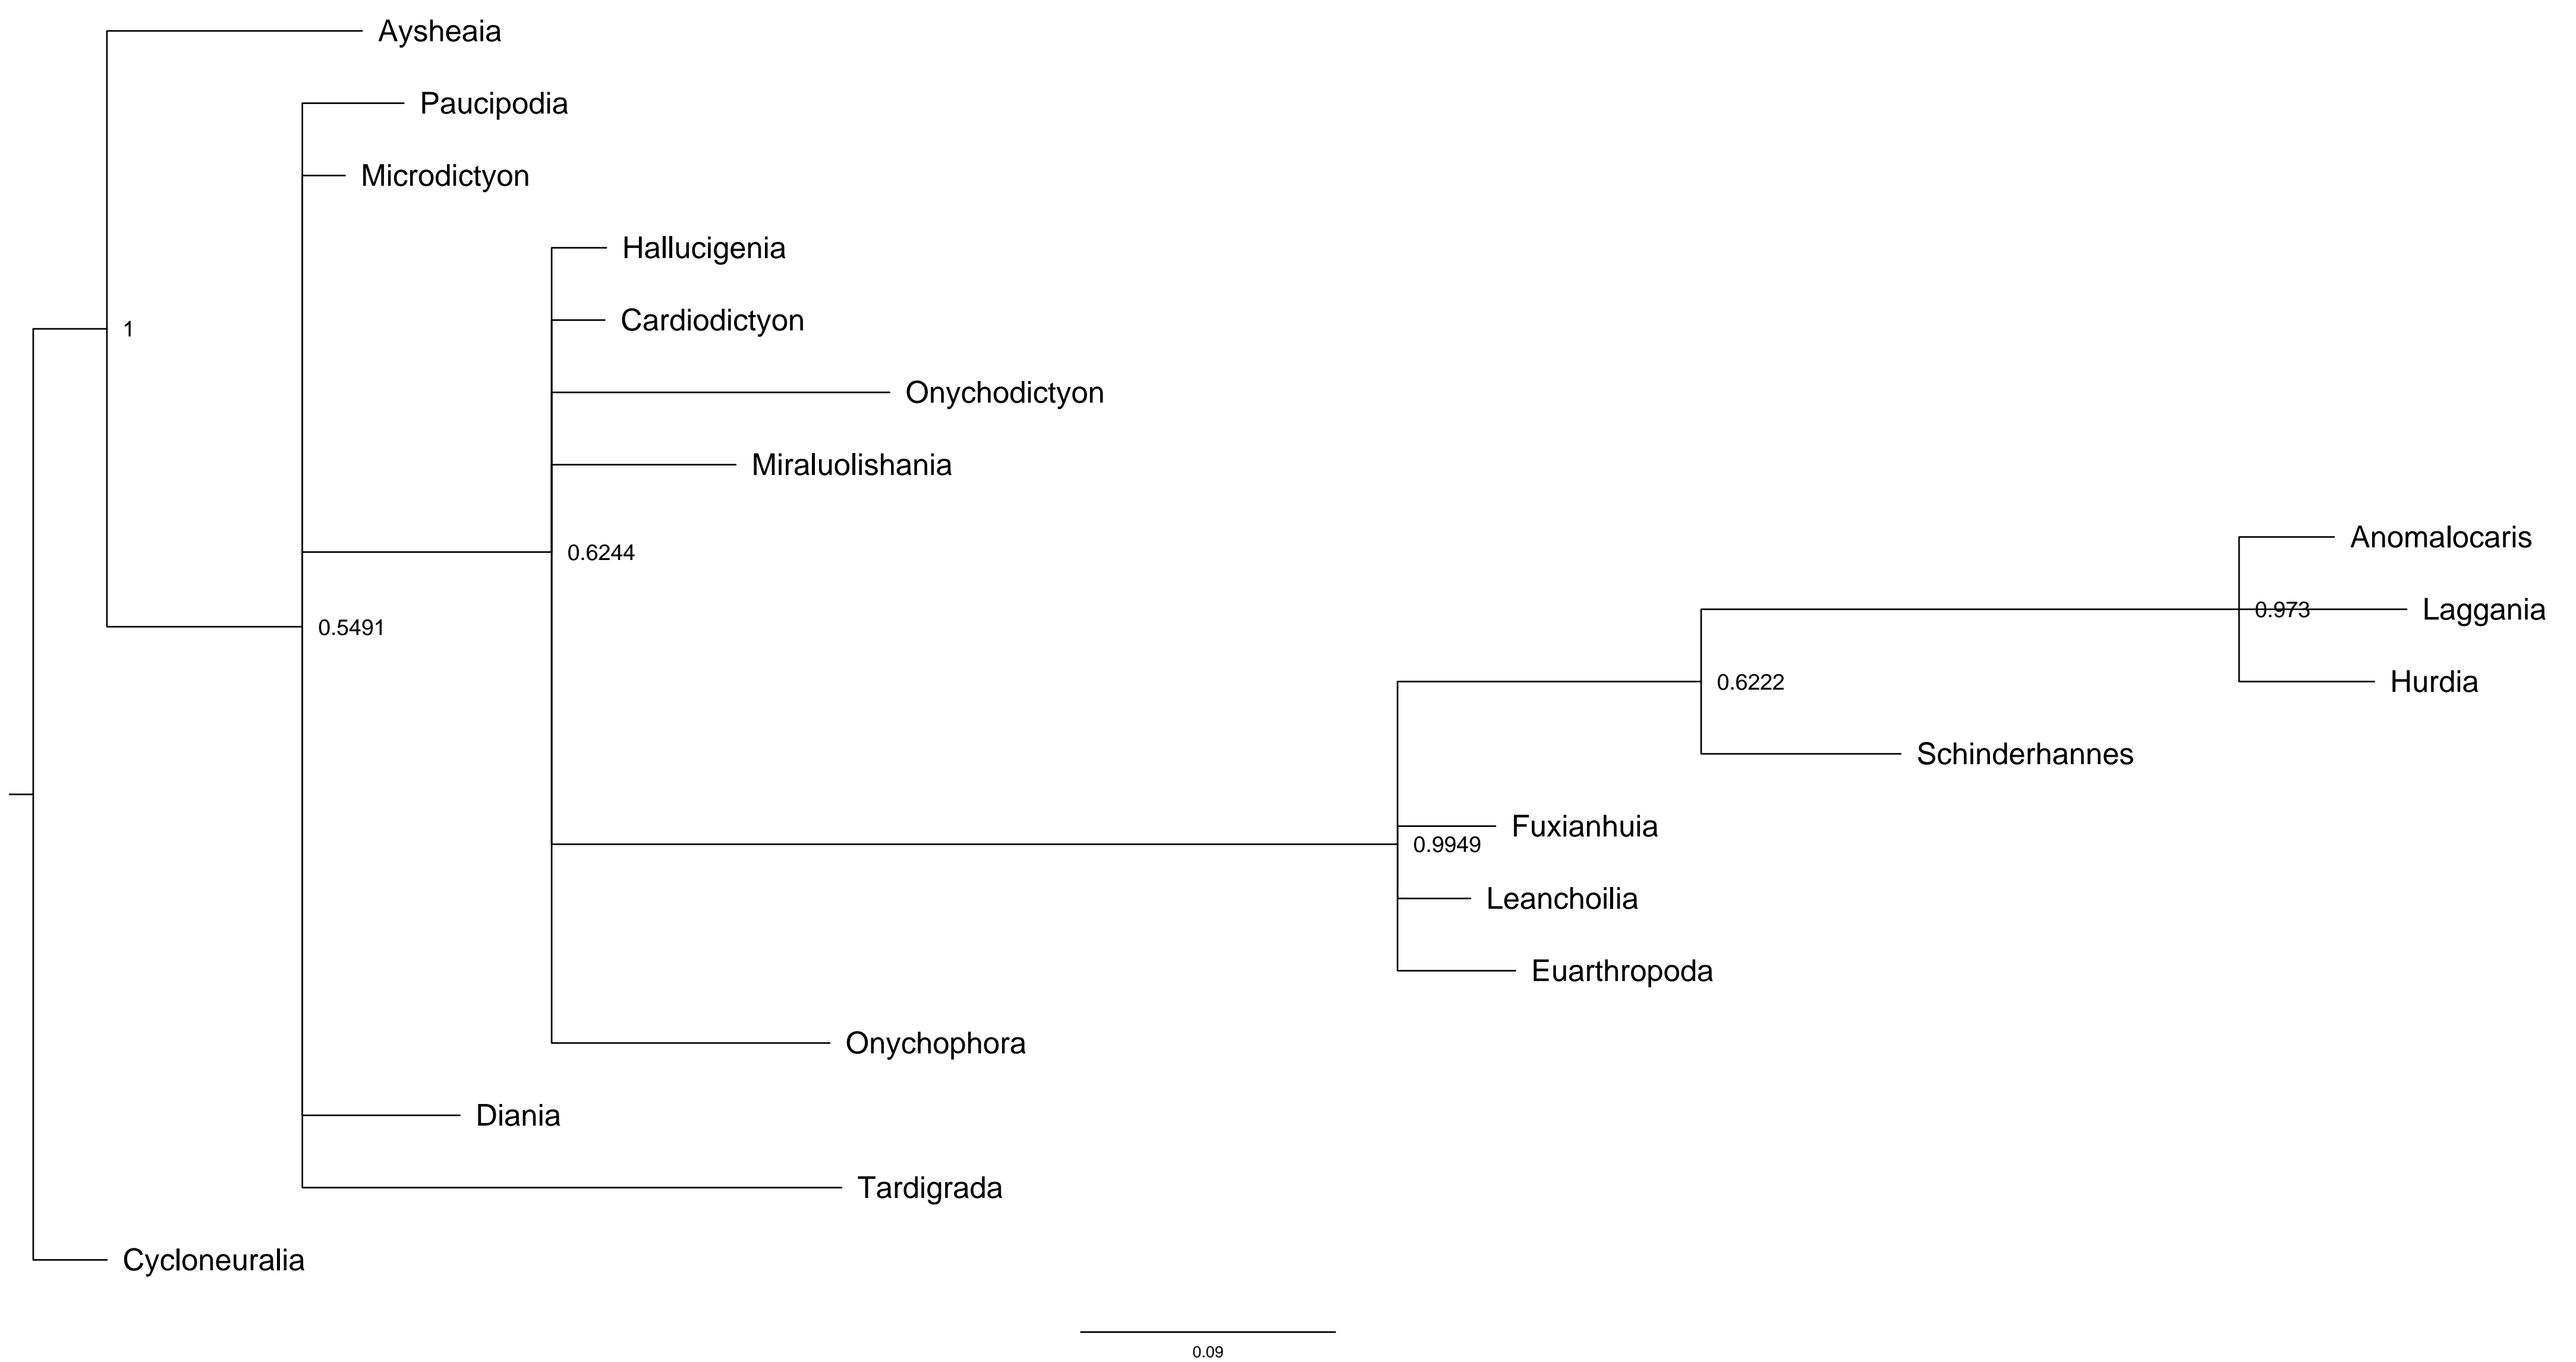 Aysheaia
Paucipodia
Microdictyon
Hallucigenia
Cardiodictyon
1
Onychodictyon
Miraluolishania
Anomalocaris
0.6244
0.973
Laggania
0.5491
0.6222
Hurdia
Schinderhannes
Fuxianhuia
0.9949
Leanchoilia
Euarthropoda
Onychophora
Diania
Tardigrada
Cycloneuralia
0.09